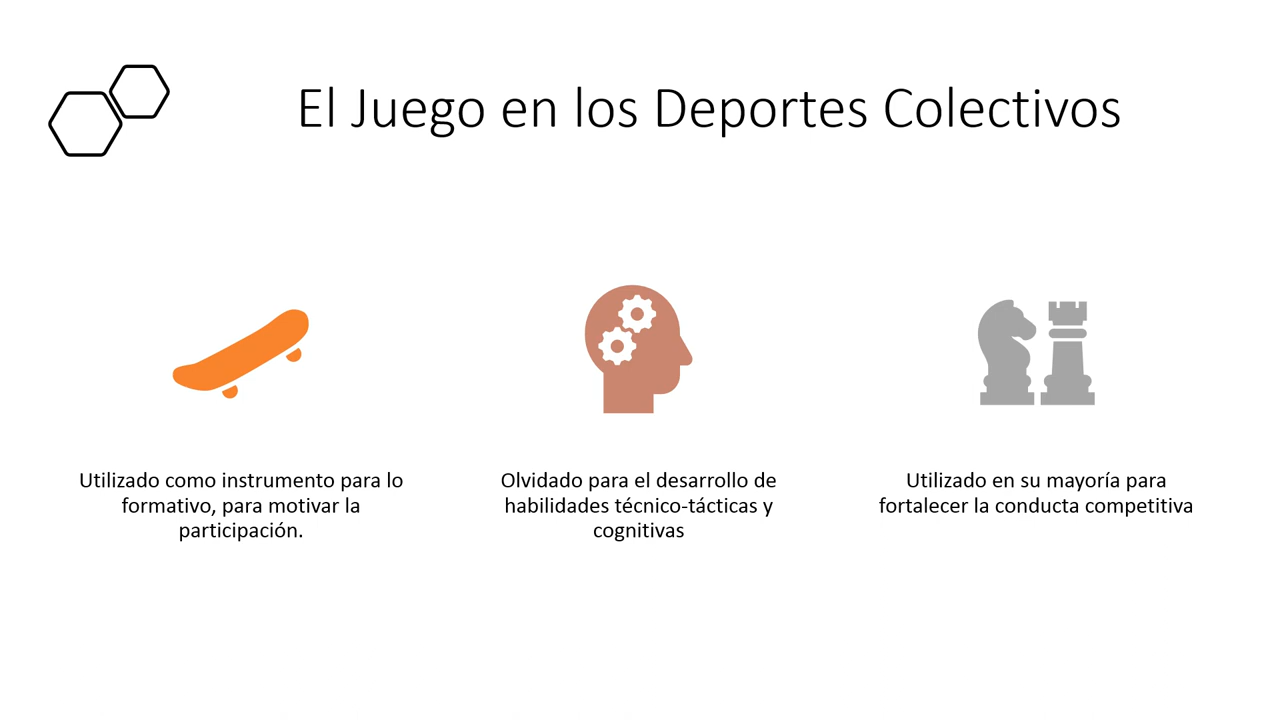 El Juego en los Deportes Colectivos
Utilizado como instrumento para lo
formativo, para motivar la
participación.
Olvidado para el desarrollo de
habilidades técnico-tácticas y
cognitivas
Utilizado en su mayoría para
fortalecer la conducta competitiva